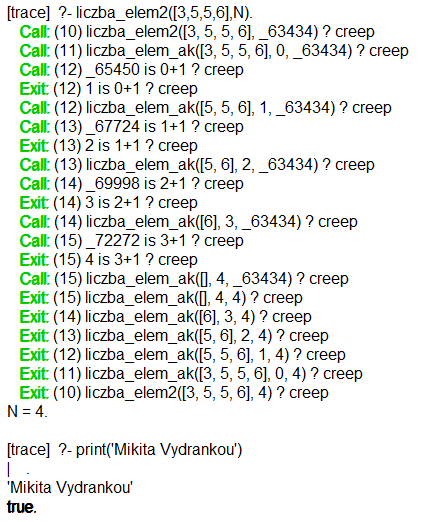 [trace]  ?- liczba_elem2([3,5,5,6],N).
Call: (10) liczba_elem2([3, 5, 5, 6], _63434) ? creep
Call: (11) liczba_elem_ak([3, 5, 5, 6], 0, _63434) ? creep
Call: (12) _65450 is 0+1 ? creep
Exit: (12) 1 is 0+1 ? creep
Call: (12) liczba_elem_ak([5, 5, 6], 1, _63434) ? creep
Call: (13) _67724 is 1+1 ? creep
Exit: (13) 2 is 1+1 ? creep
Call: (13) liczba_elem_ak([5, 6], 2, _63434) ? creep
Call: (14) _69998 is 2+1 ? creep
Exit: (14) 3 is 2+1 ? creep
Call: (14) liczba_elem_ak([6], 3, _63434) ? creep
Call: (15) _72272 is 3+1 ? creep
Exit: (15) 4 is 3+1 ? creep
Call: (15) liczba_elem_ak([], 4, _63434) ? creep
Exit: (15) liczba_elem_ak([], 4, 4) ? creep
Exit: (14) liczba_elem_ak([6], 3, 4) ? creep
Exit: (13) liczba_elem_ak([5, 6], 2, 4) ? creep
Exit: (12) liczba_elem_ak([5, 5, 6], 1, 4) ? creep
Exit: (11) liczba_elem_ak([3, 5, 5, 6], 0, 4) ? creep
Exit: (10) liczba_elem2([3, 5, 5, 6], 4) ? creep
N = 4.
[trace]  ?- print('Mikita Vydrankou')
|    .
'Mikita Vydrankou'
true.